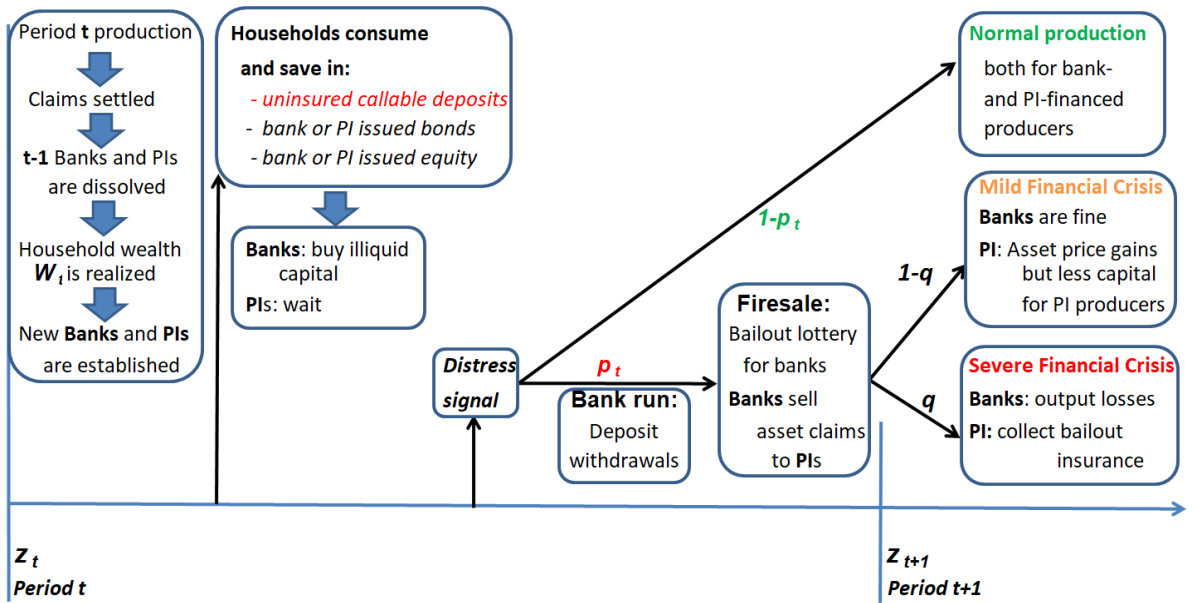 Period t production
Claims settled
t-1 Banks and PIs
are dissolved
Household wealth
W t is realized
New Banks and PIs
are established
Households consume
and save in:
- uninsured callable deposits
- bank or PI issued bonds
- bank or PI issued equity
Banks: buy illiquid
capital
PIs: wait
Distress
signal
1-p t
p t
Bank run:
Deposit
withdrawals
Firesale:
Bailout lottery
for banks
Banks sell
asset claims
to PIs
1-q
q
Normal production
both for bank-
and PI-financed
producers
Mild Financial Crisis
Banks are fine
PI: Asset price gains
but less capital
for PI producers
Severe Financial Crisis
Banks: output losses
PI: collect bailout
insurance
z t
Period t
z t+1
Period t+1